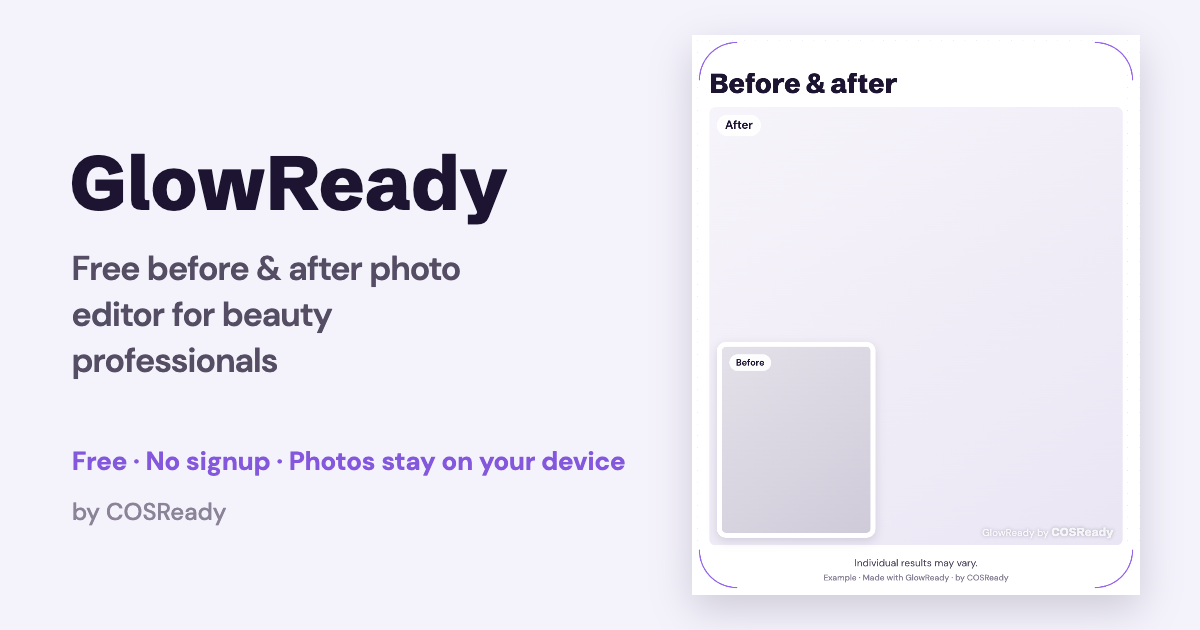 GlowReady
Free before & after photo
editor for beauty
professionals
Free · No signup · Photos stay on your device
by COSReady
Before & after
After
Before
GlowReady by COSReady
Individual results may vary.
Example · Made with GlowReady · by COSReady